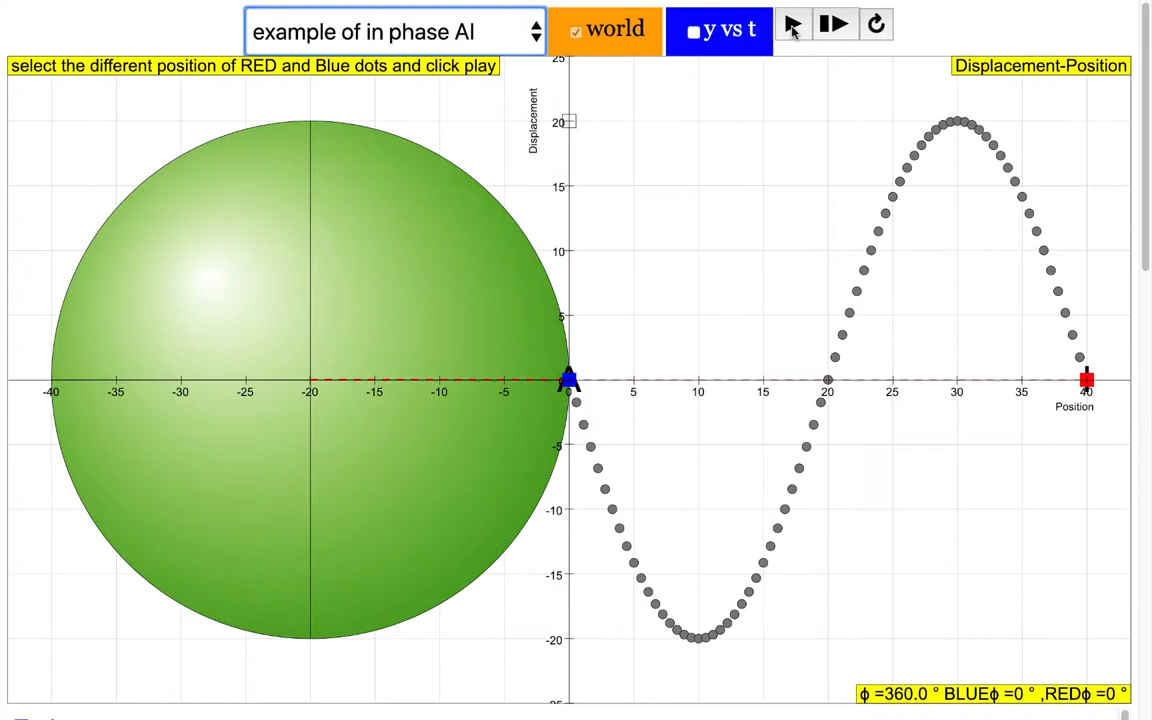 example of in phase AI world y vs t
select the different position of RED and Blue dots and click play Displacement-Position
25
Displacement
20
15
10
5
-40 -35 -30 -25 -20 -15 -10 -5 0 5 10 15 20 25 30 35 40
A I
Position
-5
-10
-15
-20
-25
ϕ =360.0 ° BLUEϕ =0 ° ,REDϕ =0 °